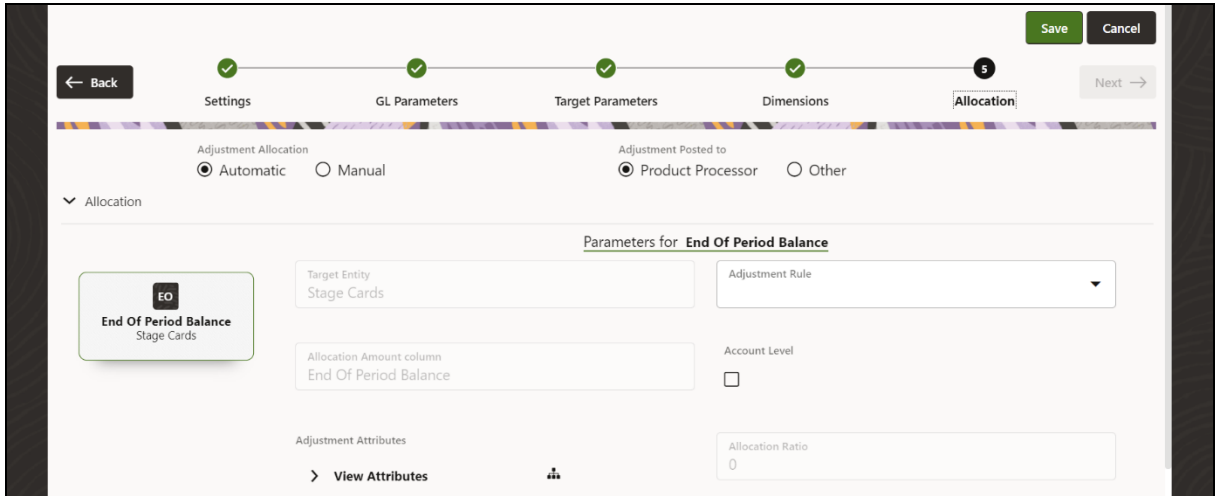 Save Cancel
← Back
5
Next →
Settings GL Parameters Target Parameters Dimensions Allocation
Adjustment Allocation Adjustment Posted to
Automatic Manual Product Processor Other
Allocation
Parameters for End Of Period Balance
Target Entity Adjustment Rule
Stage Cards
EO
End Of Period Balance
Stage Cards
Allocation Amount column Account Level
End Of Period Balance
Adjustment Attributes Allocation Ratio
View Attributes 0